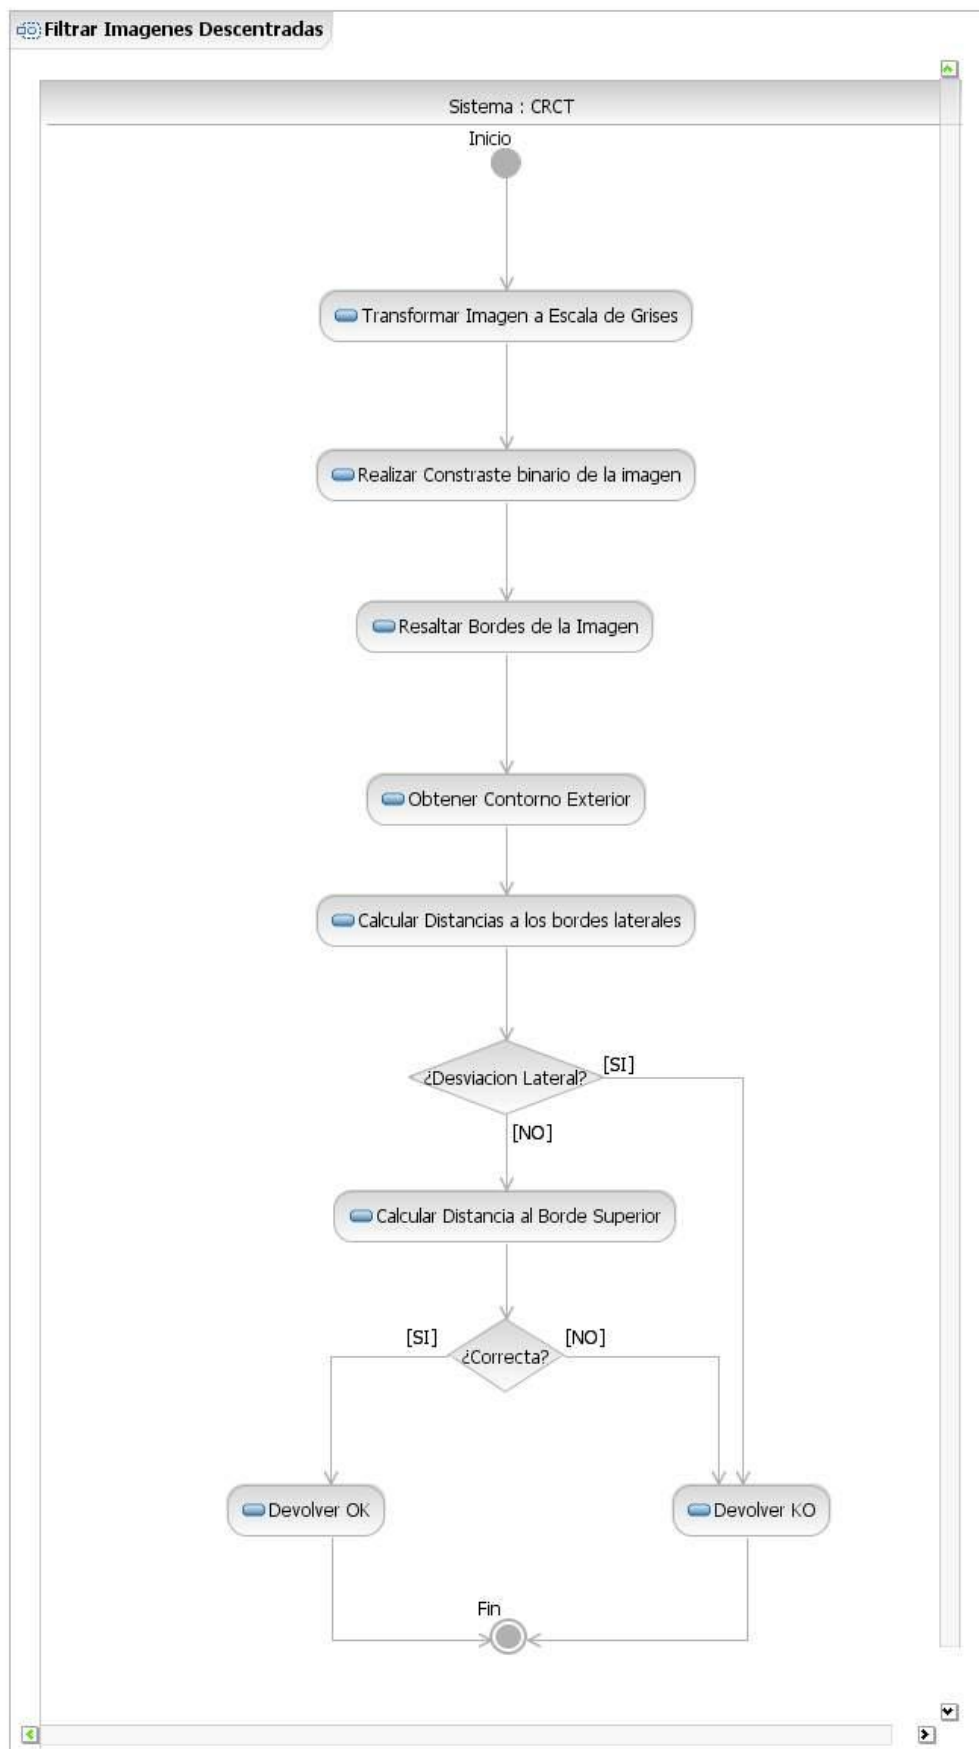 Filtrar Imagenes Descentradas
Sistema : CRCT
Inicio
Transformar Imagen a Escala de Grises
Realizar Constraste binario de la imagen
Resaltar Bordes de la Imagen
Obtener Contorno Exterior
Calcular Distancias a los bordes laterales
¿Desviacion Lateral?
[SI]
[NO]
Calcular Distancia al Borde Superior
[SI]
[NO]
¿Correcta?
Devolver OK
Devolver KO
Fin